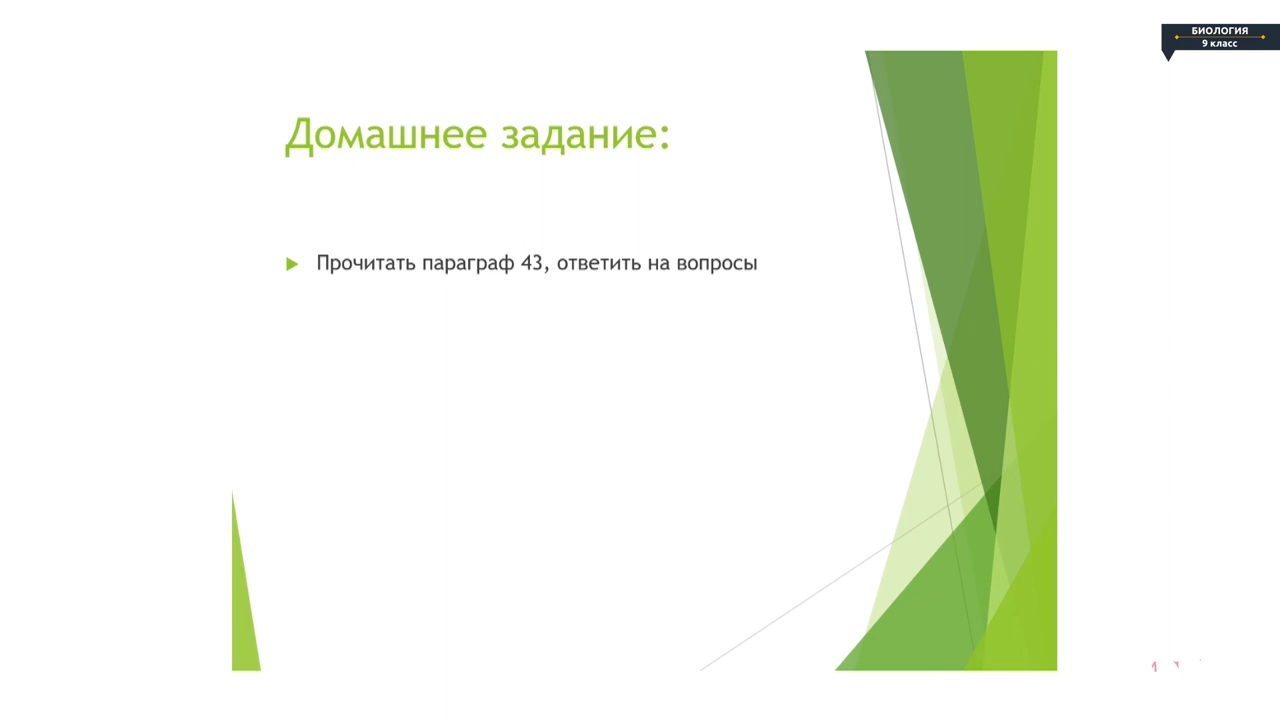 БИОЛОГИЯ
9 класс
Домашнее задание:
Прочитать параграф 43, ответить на вопросы